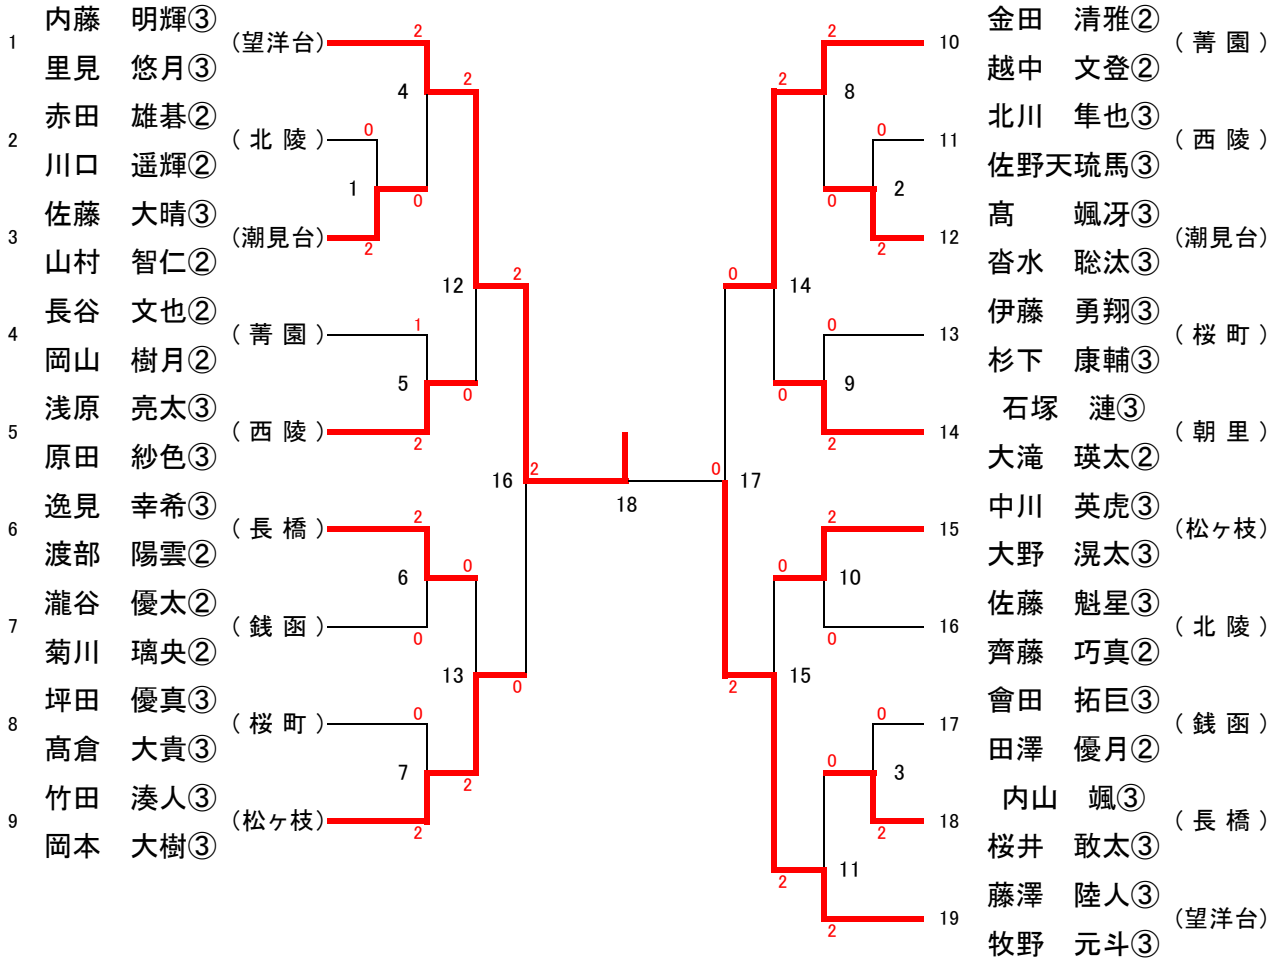 内藤 明輝③
1 (望洋台) 2
里見 悠月③
4 2
赤田 雄碁②
2 (北陵) 0
川口 遥輝②
1 0
佐藤 大晴③
3 (潮見台) 2
山村 智仁②
12 2
長谷 文也②
4 (菁園) 1
岡山 樹月②
5 0
浅原 亮太③
5 (西陵) 2
原田 紗色③
16 2
逸見 幸希③
6 (長橋) 2
渡部 陽雲②
6 0
瀧谷 優太②
7 (銭函) 0
菊川 璃央②
13 0
坪田 優真③
8 (桜町) 0
髙倉 大貴③
7 2
竹田 湊人③
9 (松ヶ枝) 2
岡本 大樹③
18
金田 清雅②
2 10 (菁園)
越中 文登②
2 8
北川 隼也③
0 11 (西陵)
佐野天琉馬③
0 2
髙 颯冴③
2 12 (潮見台)
沓水 聡汰③
0 14
伊藤 勇翔③
0 13 (桜町)
杉下 康輔③
0 9
石塚 漣③
2 14 (朝里)
大滝 瑛太②
0 17
中川 英虎③
2 15 (松ヶ枝)
大野 滉太③
0 10
佐藤 魁星③
0 16 (北陵)
齊藤 巧真②
2 15
會田 拓巨③
0 17 (銭函)
田澤 優月②
0 3
内山 颯③
2 18 (長橋)
桜井 敢太③
2 11
藤澤 陸人③
2 19 (望洋台)
牧野 元斗③